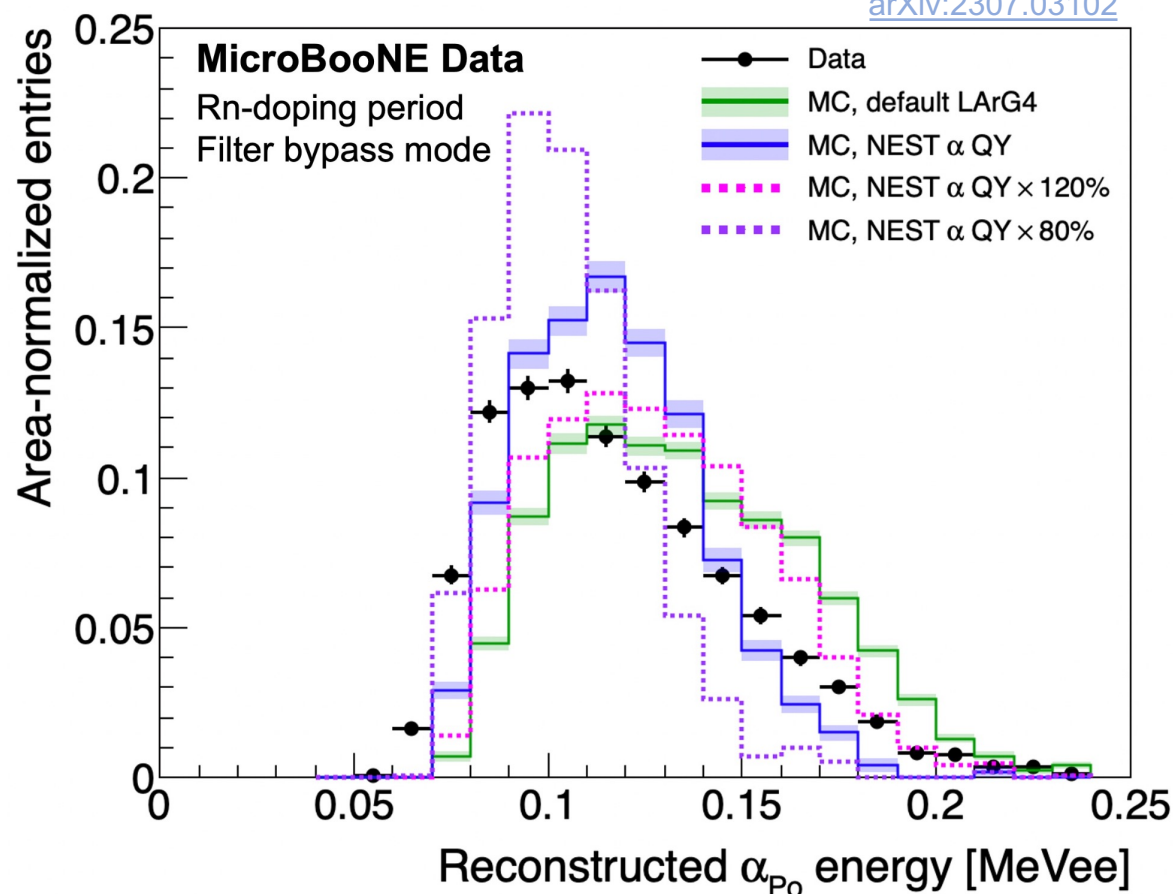 arXiv:2307.03102
MicroBooNE Data
Rn-doping period
Filter bypass mode
Data
MC, default LArG4
MC, NEST α QY
MC, NEST α QY × 120%
MC, NEST α QY × 80%
Area-normalized entries
0.25
0.2
0.15
0.1
0.05
0
0 0.05 0.1 0.15 0.2 0.25
Reconstructed αPo energy [MeVee]